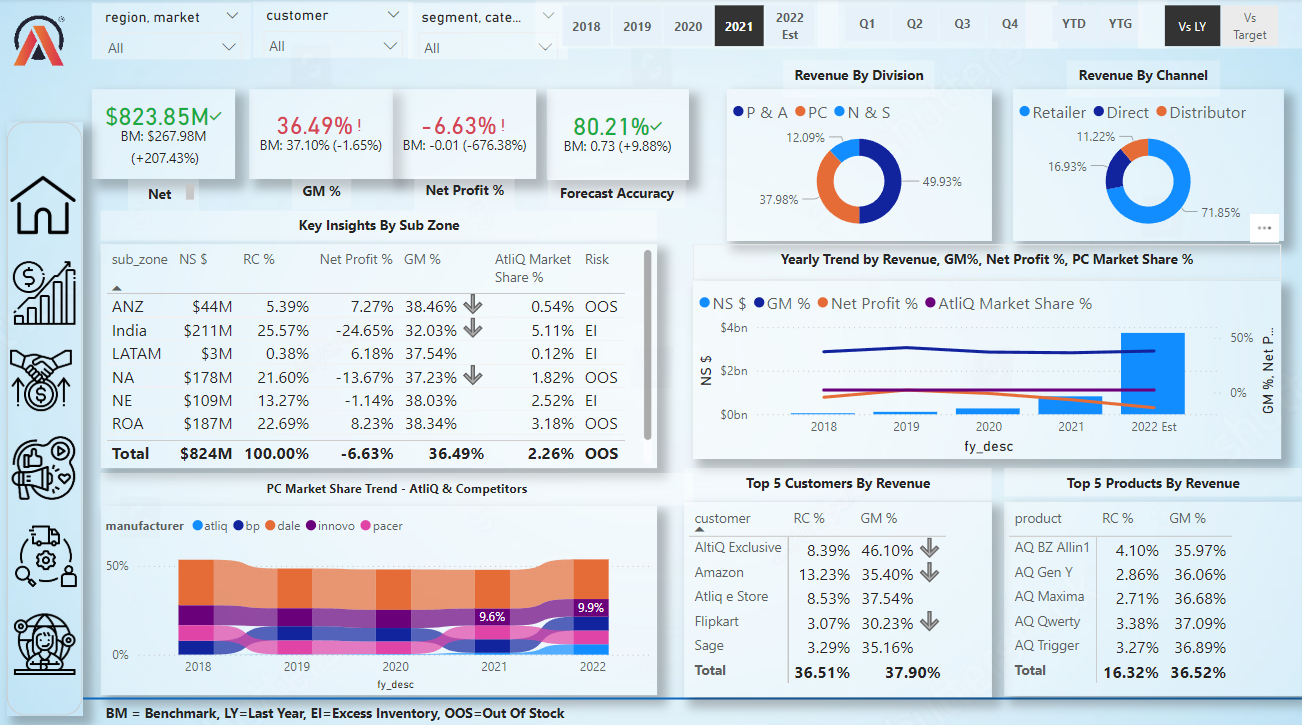 region, market
All
customer
All
segment, cate...
All
2018
2019
2020
2021
2022
Est
Q1
Q2
Q3
Q4
YTD
YTG
Vs LY
Vs
Target
$823.85M
BM: $267.98M
(+207.43%)
Net
36.49% !
BM: 37.10% (-1.65%)
GM %
-6.63% !
BM: -0.01 (-676.38%)
Net Profit %
80.21%
BM: 0.73 (+9.88%)
Forecast Accuracy
Revenue By Division
P & A PC N & S
12.09%
49.93%
37.98%
Revenue By Channel
Retailer Direct Distributor
11.22%
16.93%
71.85%
...
Key Insights By Sub Zone
sub_zone NS $ RC % Net Profit % GM % AtliQ Market Risk
Share %
ANZ $44M 5.39% 7.27% 38.46% 0.54% OOS
India $211M 25.57% -24.65% 32.03% 5.11% EI
LATAM $3M 0.38% 6.18% 37.54% 0.12% EI
NA $178M 21.60% -13.67% 37.23% 1.82% OOS
NE $109M 13.27% -1.14% 38.03% 2.52% EI
ROA $187M 22.69% 8.23% 38.34% 3.18% OOS
Total $824M 100.00% -6.63% 36.49% 2.26% OOS
Yearly Trend by Revenue, GM%, Net Profit %, PC Market Share %
NS $ GM % Net Profit % AtliQ Market Share %
NS $
$4bn
$2bn
$0bn
50%
0%
GM %, Net P...
2018 2019 2020 2021 2022 Est
fy_desc
PC Market Share Trend - AtliQ & Competitors
manufacturer atliq bp dale innovo pacer
50%
0%
9.6%
9.9%
2018 2019 2020 2021 2022
fy_desc
Top 5 Customers By Revenue
customer RC % GM %
AltiQ Exclusive 8.39% 46.10%
Amazon 13.23% 35.40%
Atliq e Store 8.53% 37.54%
Flipkart 3.07% 30.23%
Sage 3.29% 35.16%
Total 36.51% 37.90%
Top 5 Products By Revenue
product RC % GM %
AQ BZ Allin1 4.10% 35.97%
AQ Gen Y 2.86% 36.06%
AQ Maxima 2.71% 36.68%
AQ Qwerty 3.38% 37.09%
AQ Trigger 3.27% 36.89%
Total 16.32% 36.52%
BM = Benchmark, LY=Last Year, EI=Excess Inventory, OOS=Out Of Stock